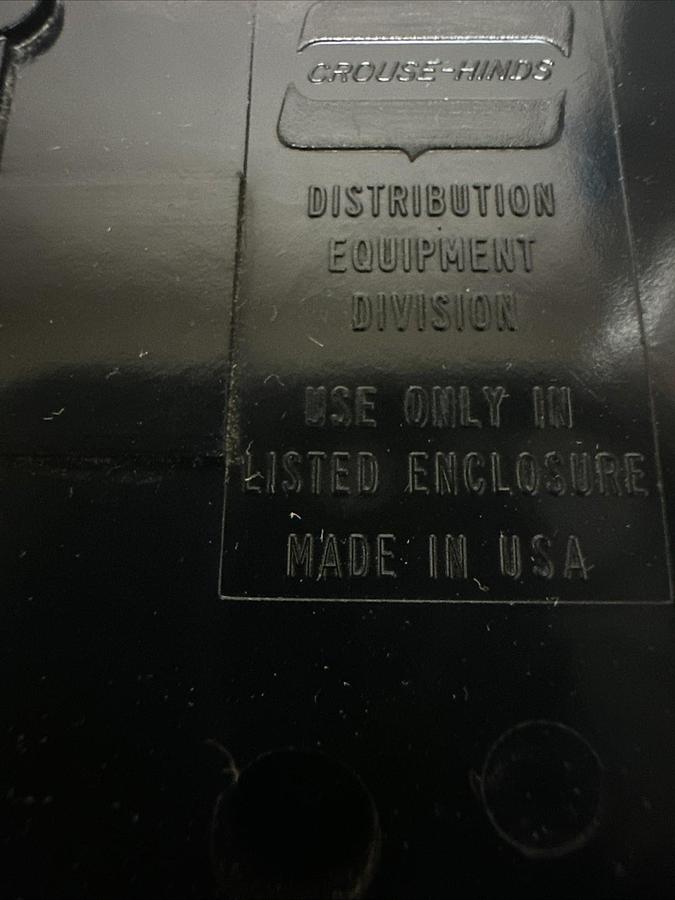 CROUSE-HINDS
DISTRIBUTION
EQUIPMENT
DIVISION
USE ONLY IN
LISTED ENCLOSURE
MADE IN USA